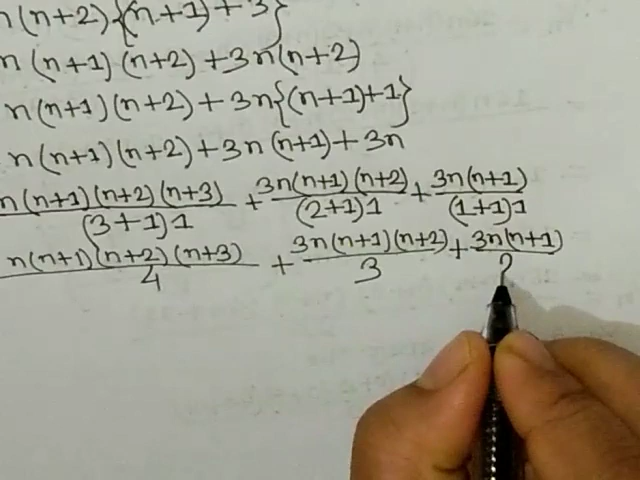 n(n+2){(n+1)+3}
n(n+1)(n+2)+3n(n+2)
n(n+1)(n+2)+3n{(n+1)+1}
n(n+1)(n+2)+3n(n+1)+3n
n(n+1)(n+2)(n+3)/(3+1)1 + 3n(n+1)(n+2)/(2+1)1 + 3n(n+1)/(1+1)1
n(n+1)(n+2)(n+3)/4 + 3n(n+1)(n+2)/3 + 3n(n+1)/2